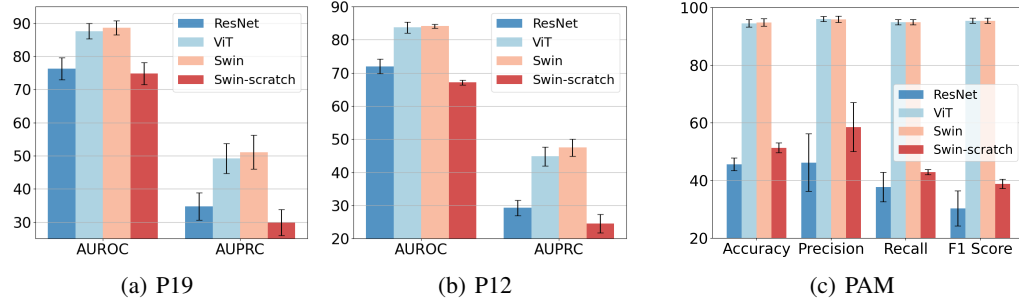 90
80
70
60
50
40
30
AUROC
AUPRC
ResNet
ViT
Swin
Swin-scratch
(a) P19
90
80
70
60
50
40
30
20
AUROC
AUPRC
ResNet
ViT
Swin
Swin-scratch
(b) P12
100
80
60
40
20
Accuracy
Precision
Recall
F1 Score
ResNet
ViT
Swin
Swin-scratch
(c) PAM